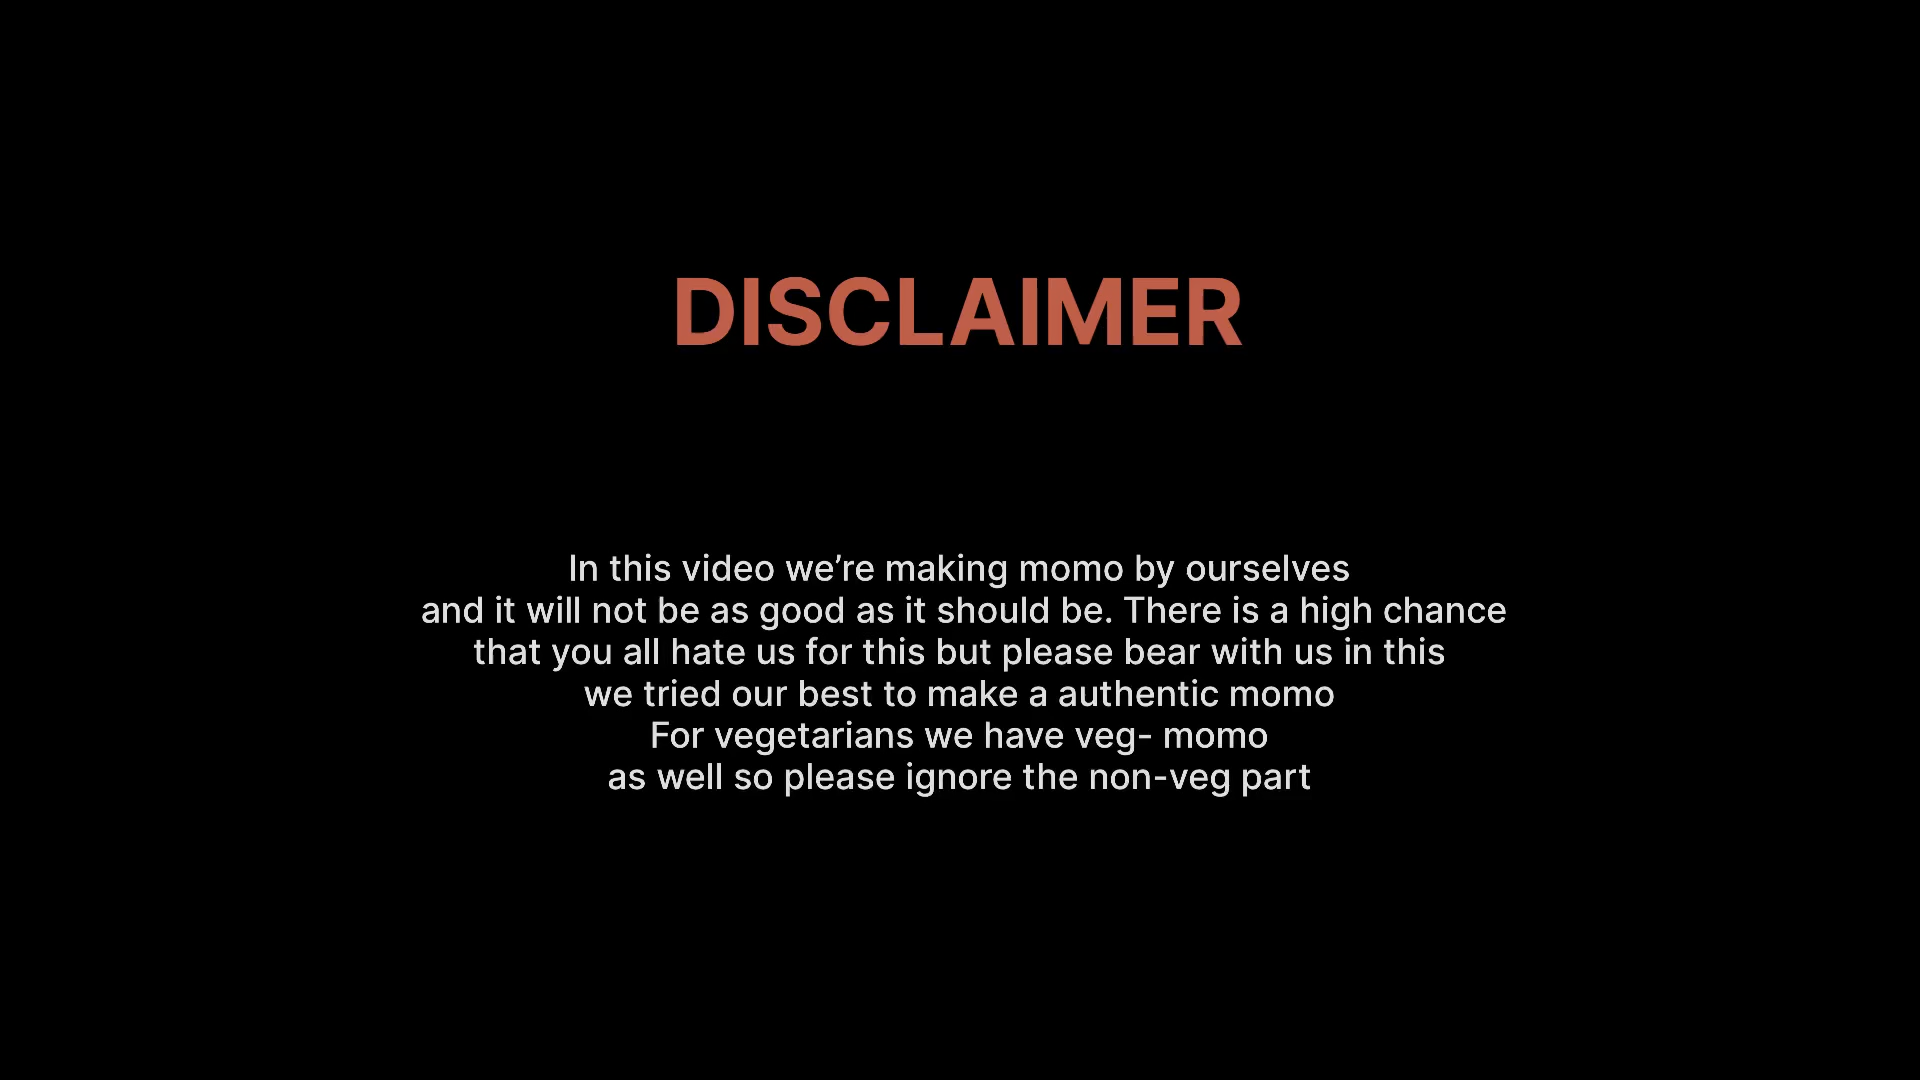 DISCLAIMER
In this video we’re making momo by ourselves
and it will not be as good as it should be. There is a high chance
that you all hate us for this but please bear with us in this
we tried our best to make a authentic momo
For vegetarians we have veg- momo
as well so please ignore the non-veg part